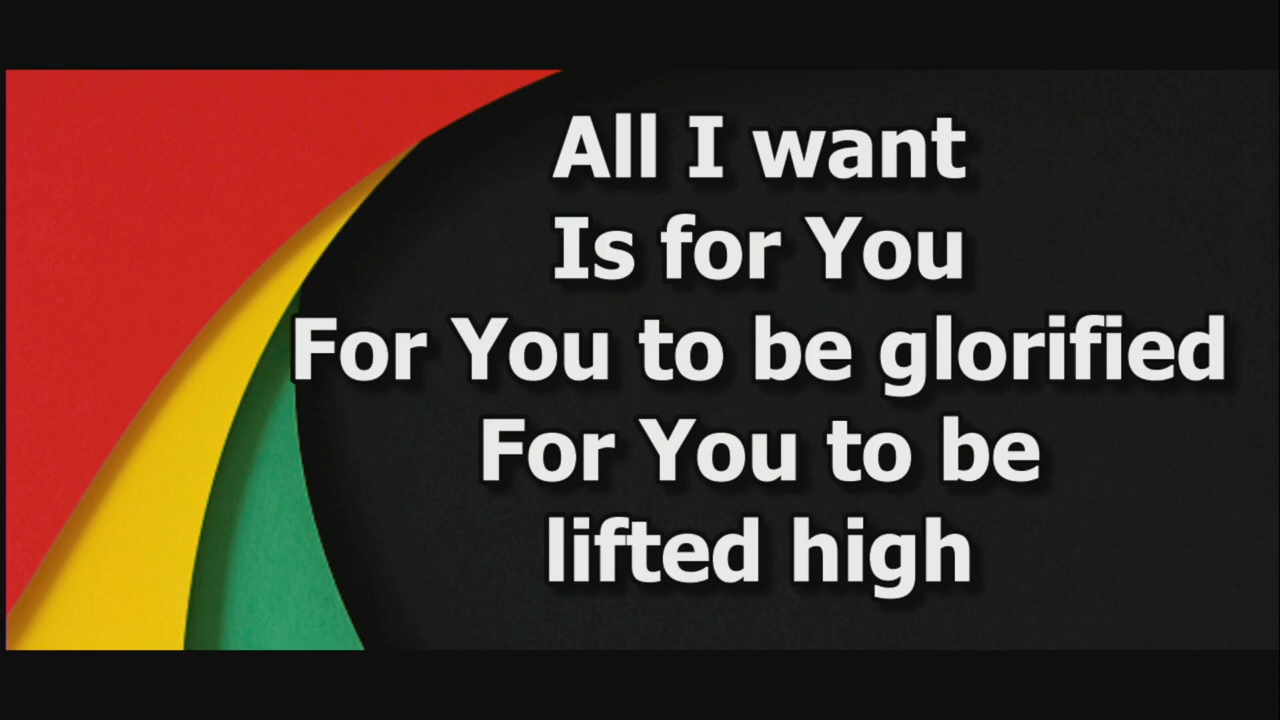 All I want
Is for You
For You to be glorified
For You to be
lifted high